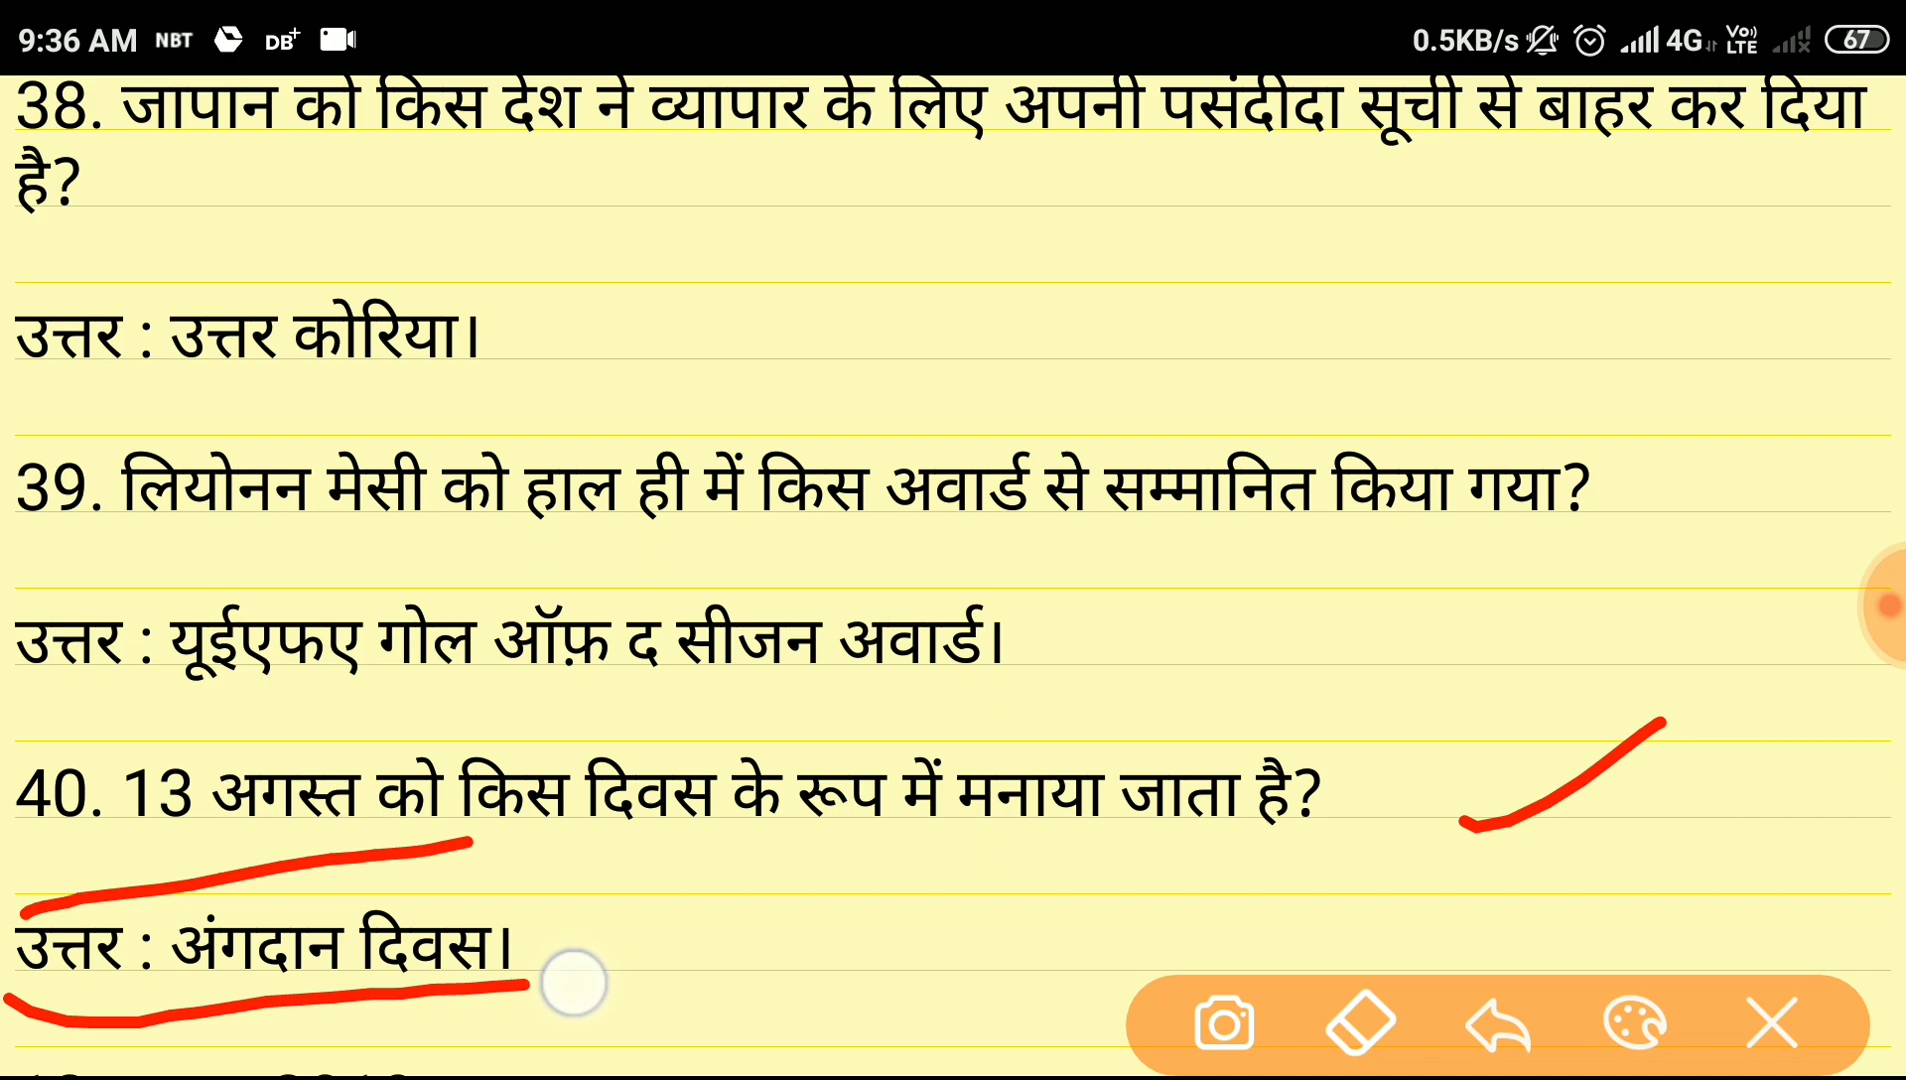 9:36 AM NBT DB+ 0.5KB/s 4G Vo) LTE 67
38. जापान को किस देश ने व्यापार के लिए अपनी पसंदीदा सूची से बाहर कर दिया
है?
उत्तर : उत्तर कोरिया।
39. लियोनन मेसी को हाल ही में किस अवार्ड से सम्मानित किया गया?
उत्तर : यूईएफए गोल ऑफ़ द सीजन अवार्ड।
40. 13 अगस्त को किस दिवस के रूप में मनाया जाता है?
उत्तर : अंगदान दिवस।